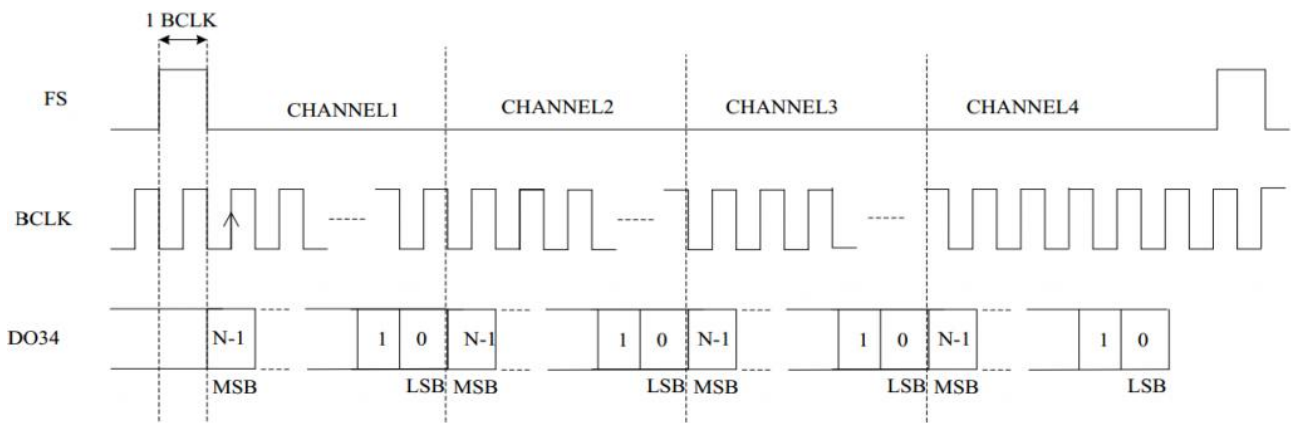 1 BCLK
FS
CHANNEL1 CHANNEL2 CHANNEL3 CHANNEL4
BCLK
DO34
N-1 1 0 N-1 1 0 N-1 1 0 N-1 1 0
MSB LSB MSB LSB MSB LSB MSB LSB